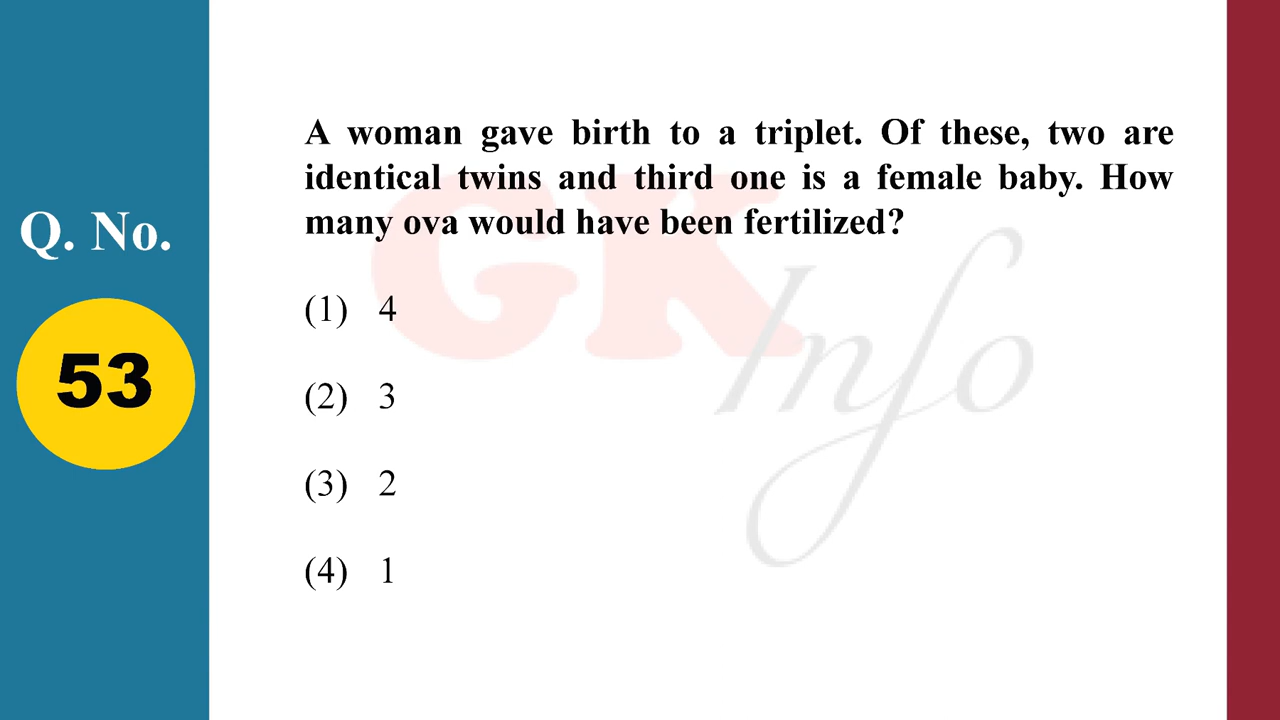 Q. No.
53
A woman gave birth to a triplet. Of these, two are
identical twins and third one is a female baby. How
many ova would have been fertilized?
(1) 4
(2) 3
(3) 2
(4) 1
GK
Info